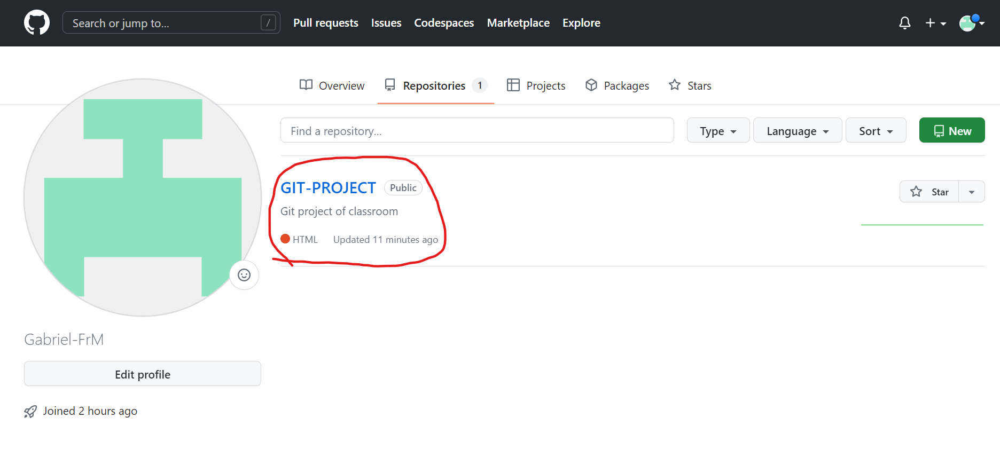 Search or jump to... / Pull requests Issues Codespaces Marketplace Explore
Overview Repositories 1 Projects Packages Stars
Find a repository... Type Language Sort New
GIT-PROJECT Public
Star
Git project of classroom
HTML Updated 11 minutes ago
Gabriel-FrM
Edit profile
Joined 2 hours ago